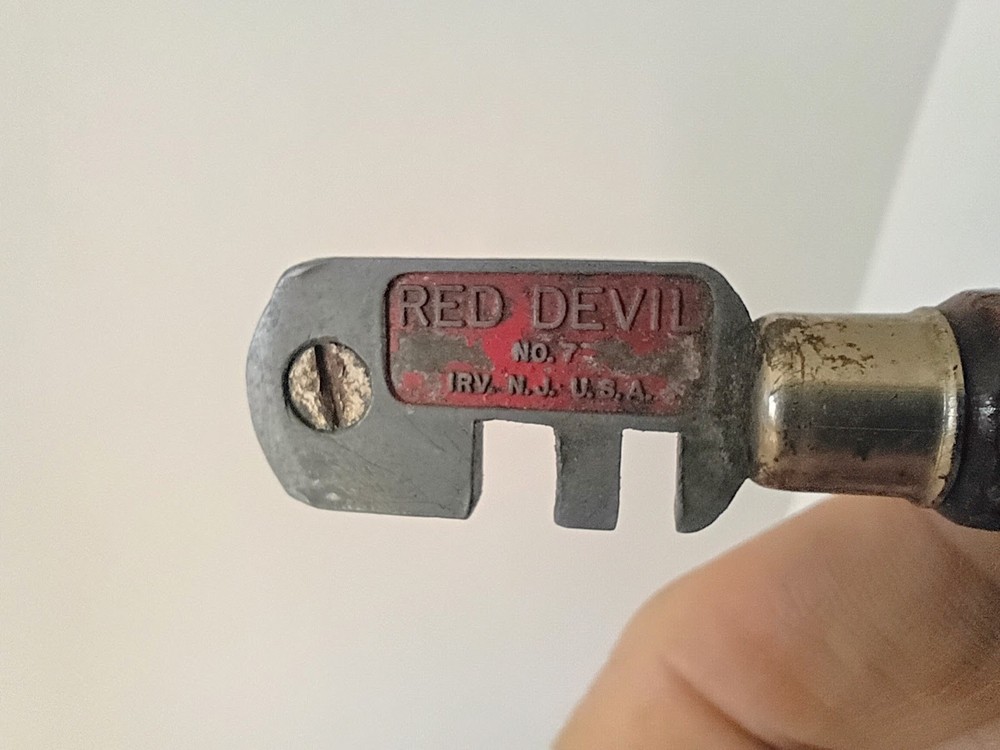 RED DEVIL
NO. 7
IRV. N.J. U.S.A.